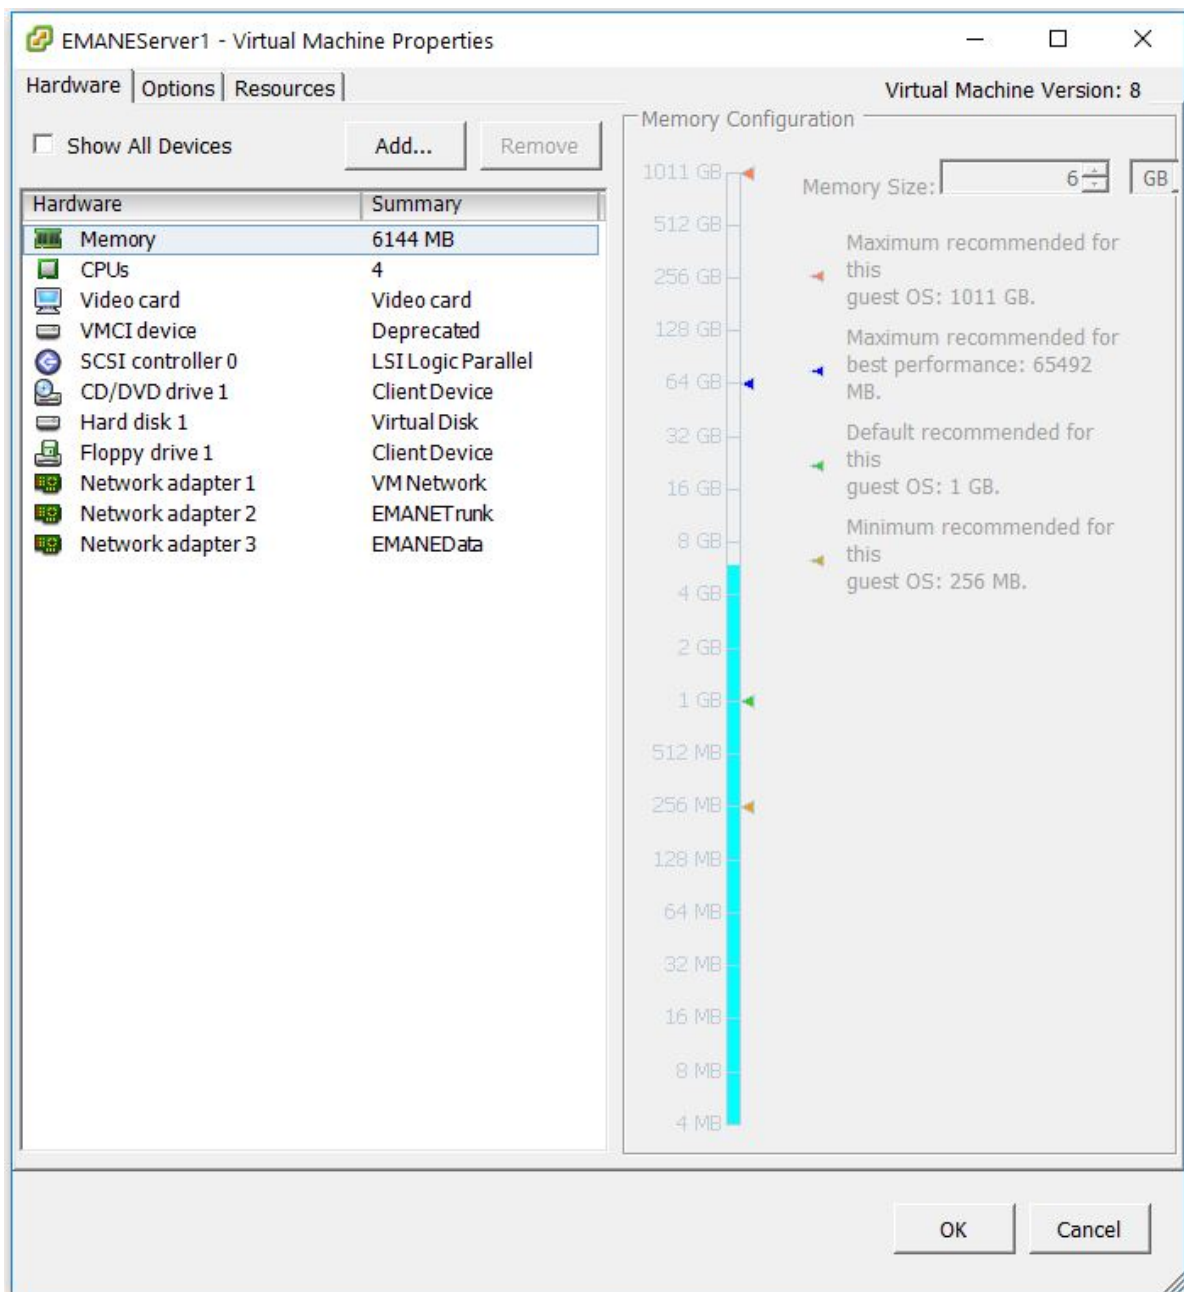 EMANEServer1 - Virtual Machine Properties
Hardware Options Resources Virtual Machine Version: 8
Show All Devices Add... Remove
Hardware Summary
Memory 6144 MB
CPUs 4
Video card Video card
VMCI device Deprecated
SCSI controller 0 LSI Logic Parallel
CD/DVD drive 1 Client Device
Hard disk 1 Virtual Disk
Floppy drive 1 Client Device
Network adapter 1 VM Network
Network adapter 2 EMANETrunk
Network adapter 3 EMANEData
Memory Configuration
Memory Size: 6 GB
1011 GB
512 GB
256 GB
128 GB
64 GB
32 GB
16 GB
8 GB
4 GB
2 GB
1 GB
512 MB
256 MB
128 MB
64 MB
32 MB
16 MB
8 MB
4 MB
Maximum recommended for
this
guest OS: 1011 GB.
Maximum recommended for
best performance: 65492
MB.
Default recommended for
this
guest OS: 1 GB.
Minimum recommended for
this
guest OS: 256 MB.
OK Cancel